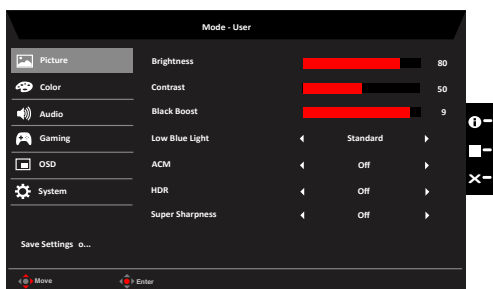 Mode - User
Picture
Brightness 80
Color
Contrast 50
Audio
Black Boost 9
Gaming
Low Blue Light Standard
OSD
ACM Off
System
HDR Off
Super Sharpness Off
Save Settings o...
Move Enter